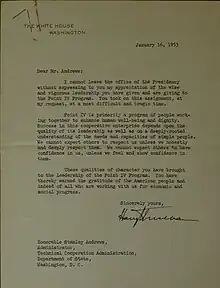 THE WHITE HOUSE
WASHINGTON
January 16, 1953
Dear Mr. Andrews:
I cannot leave the office of the Presidency
without expressing to you my appreciation of the wise
and vigorous leadership you have given and are giving to
the Point IV Program. You took on this assignment, at
my request, at a most difficult and tragic time.
Point IV is primarily a program of people work-
ing together to enhance human well-being and dignity.
Success in this cooperative enterprise depends upon the
quality of its leadership as well as on a deeply-rooted
understanding of the needs and capacities of simple people.
We cannot expect others to respect us unless we honestly
and deeply respect them. We cannot expect others to have
confidence in us, unless we feel and show confidence
in them.
These qualities of character you have brought
to the leadership of the Point IV Program. You have
thereby earned the gratitude of the American people and
indeed of all who are working with us for economic and
social progress.
Sincerely yours,
Harry Truman
Honorable Stanley Andrews,
Administrator,
Technical Cooperation Administration,
Department of State,
Washington, D. C.